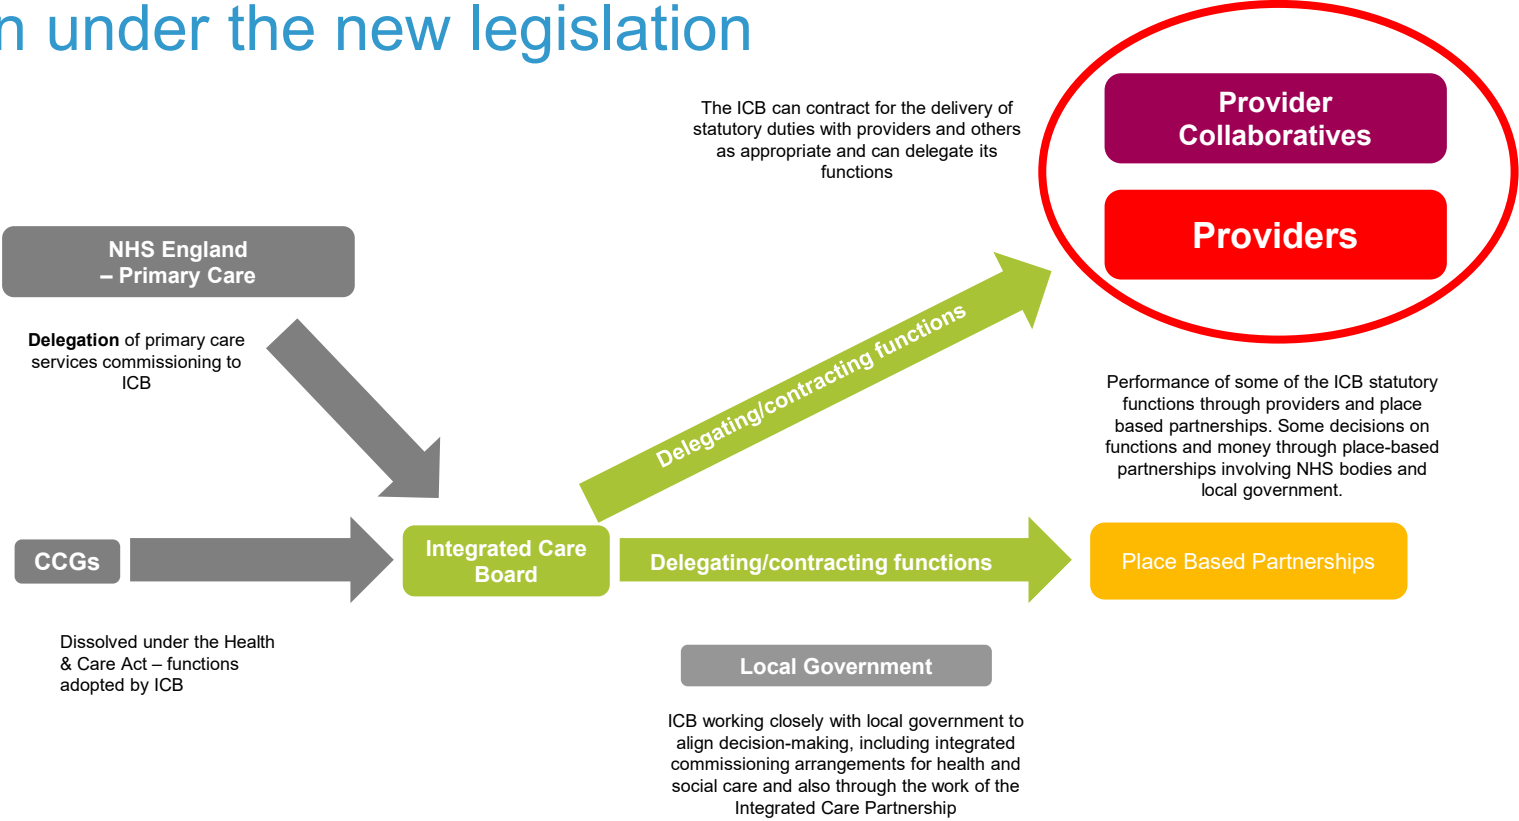 n under the new legislation
The ICB can contract for the delivery of
statutory duties with providers and others
as appropriate and can delegate its
functions
Provider
Collaboratives
Providers
NHS England
– Primary Care
Delegation of primary care
services commissioning to
ICB
Delegating/contracting functions
Performance of some of the ICB statutory
functions through providers and place
based partnerships. Some decisions on
functions and money through place-based
partnerships involving NHS bodies and
local government.
CCGs
Integrated Care
Board
Delegating/contracting functions
Place Based Partnerships
Dissolved under the Health
& Care Act – functions
adopted by ICB
Local Government
ICB working closely with local government to
align decision-making, including integrated
commissioning arrangements for health and
social care and also through the work of the
Integrated Care Partnership